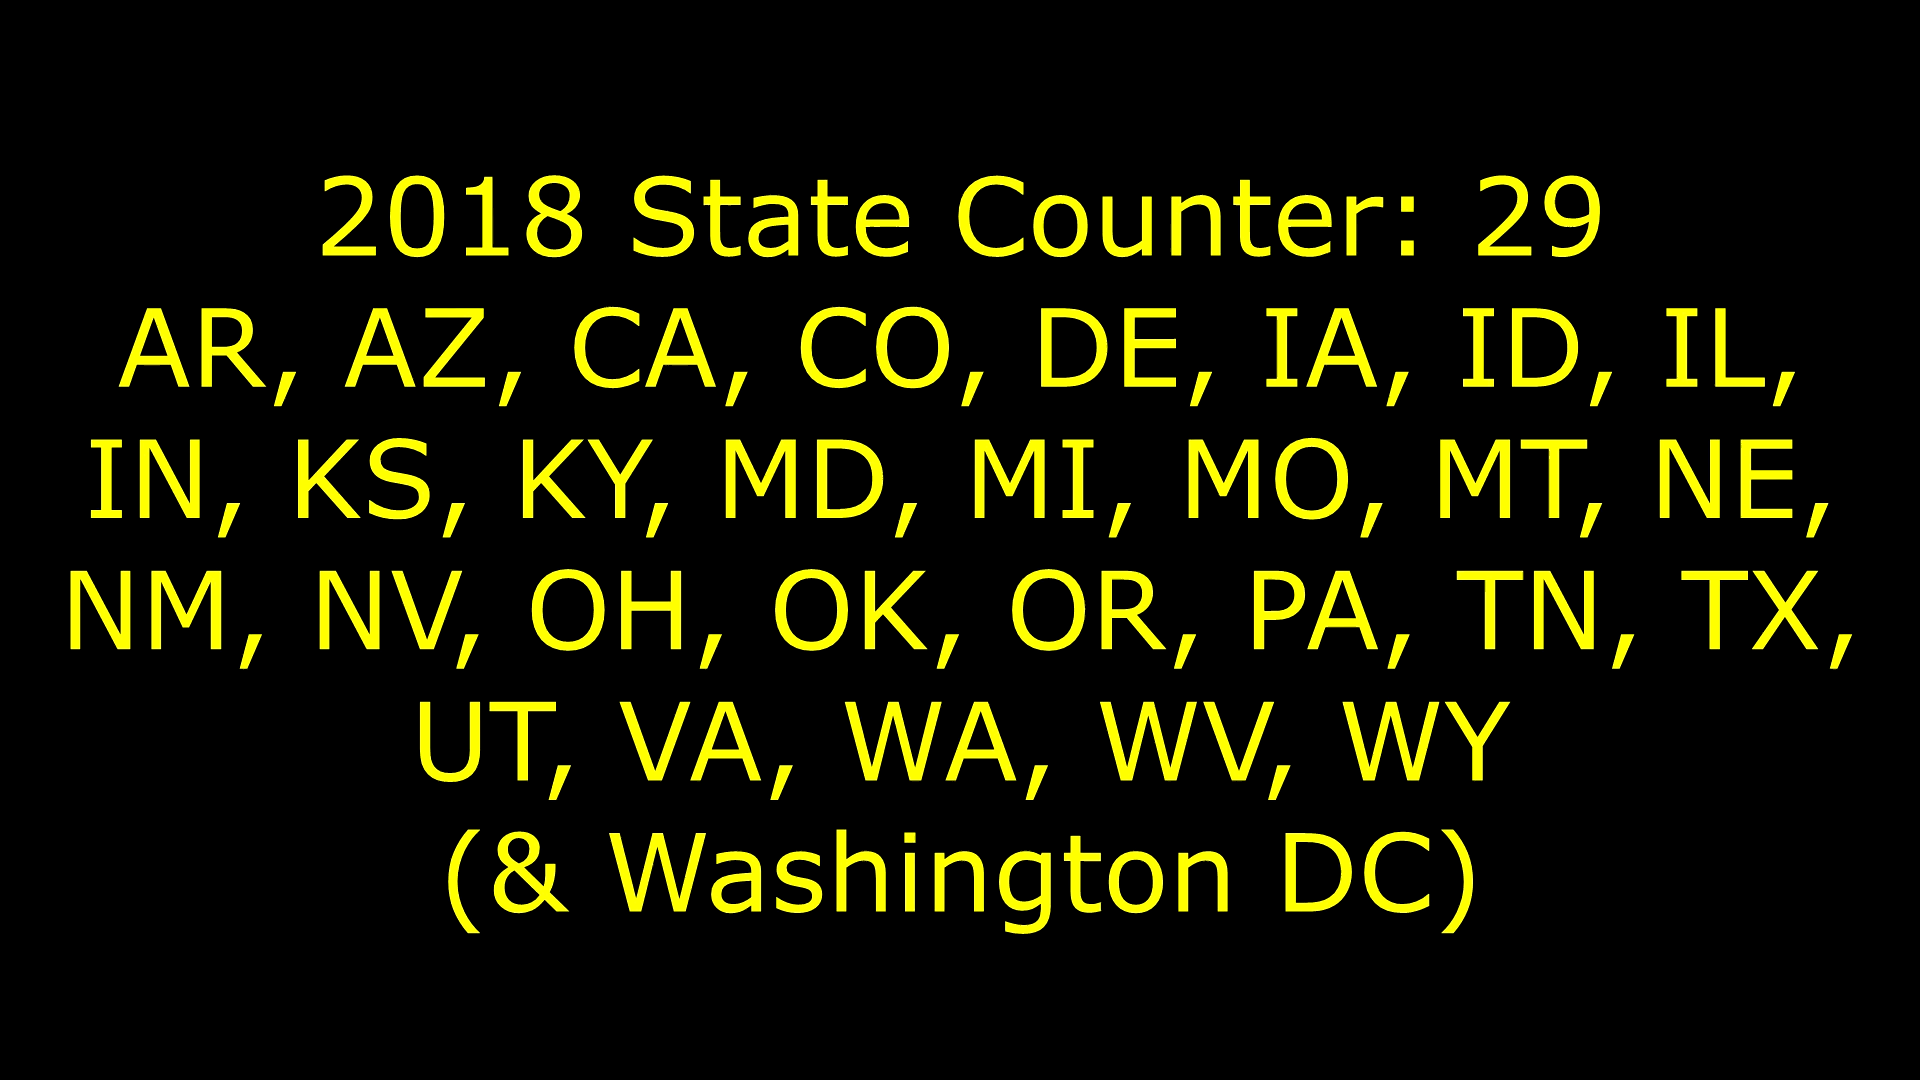 2018 State Counter: 29
AR, AZ, CA, CO, DE, IA, ID, IL,
IN, KS, KY, MD, MI, MO, MT, NE,
NM, NV, OH, OK, OR, PA, TN, TX,
UT, VA, WA, WV, WY
(& Washington DC)